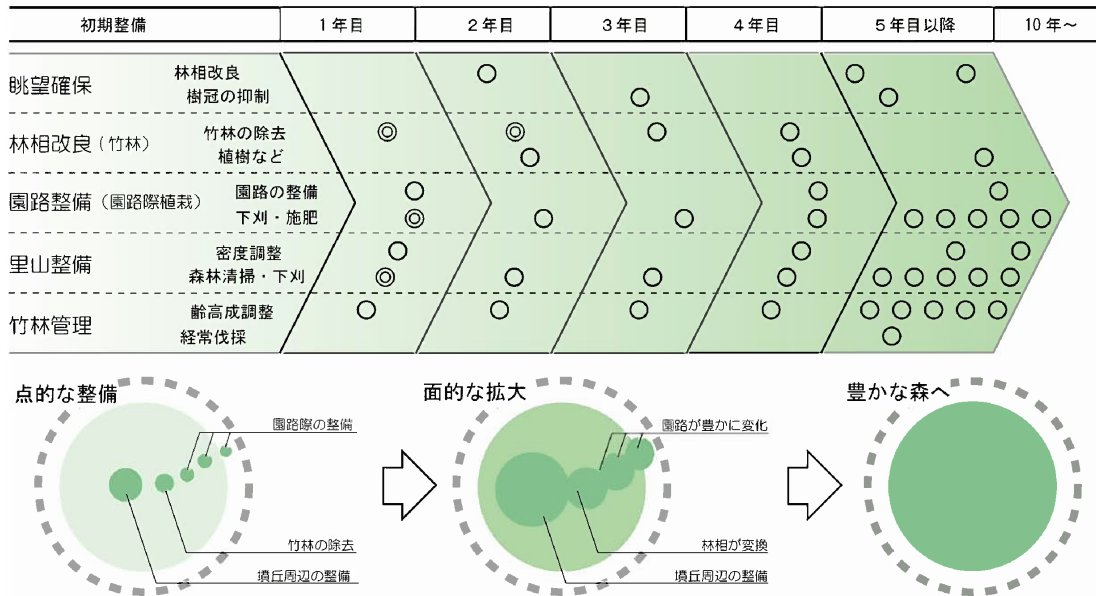 初期整備 1年目 2年目 3年目 4年目 5年目以降 10年～
眺望確保 林相改良 ○ ○ ○
樹冠の抑制 ○ ○
林相改良（竹林） 竹林の除去 ◎ ◎ ○ ○
植樹など ○ ○ ○
園路整備（園路際植栽） 園路の整備 ○ ○ ○
下刈・施肥 ◎ ○ ○ ○ ○ ○ ○ ○ ○
里山整備 密度調整 ○ ○ ○ ○
森林清掃・下刈 ◎ ○ ○ ○ ○ ○ ○ ○ ○
竹林管理 齢高成調整 ○ ○ ○ ○ ○ ○ ○ ○ ○
経常伐採 ○
点的な整備
園路際の整備
竹林の除去
墳丘周辺の整備
面的な拡大
園路が豊かに変化
林相が変換
墳丘周辺の整備
豊かな森へ